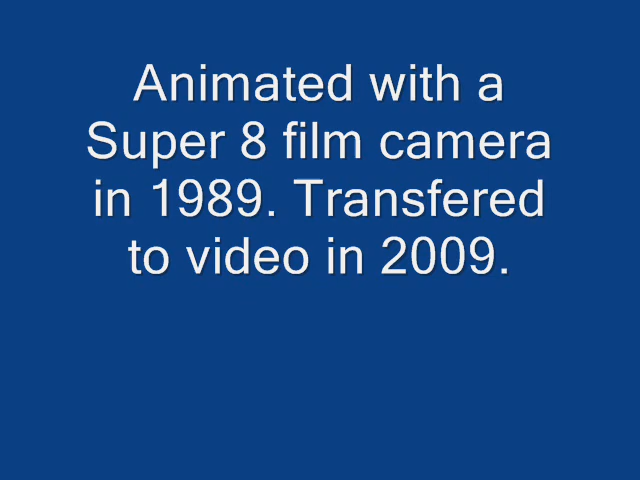 Animated with a
Super 8 film camera
in 1989. Transfered
to video in 2009.